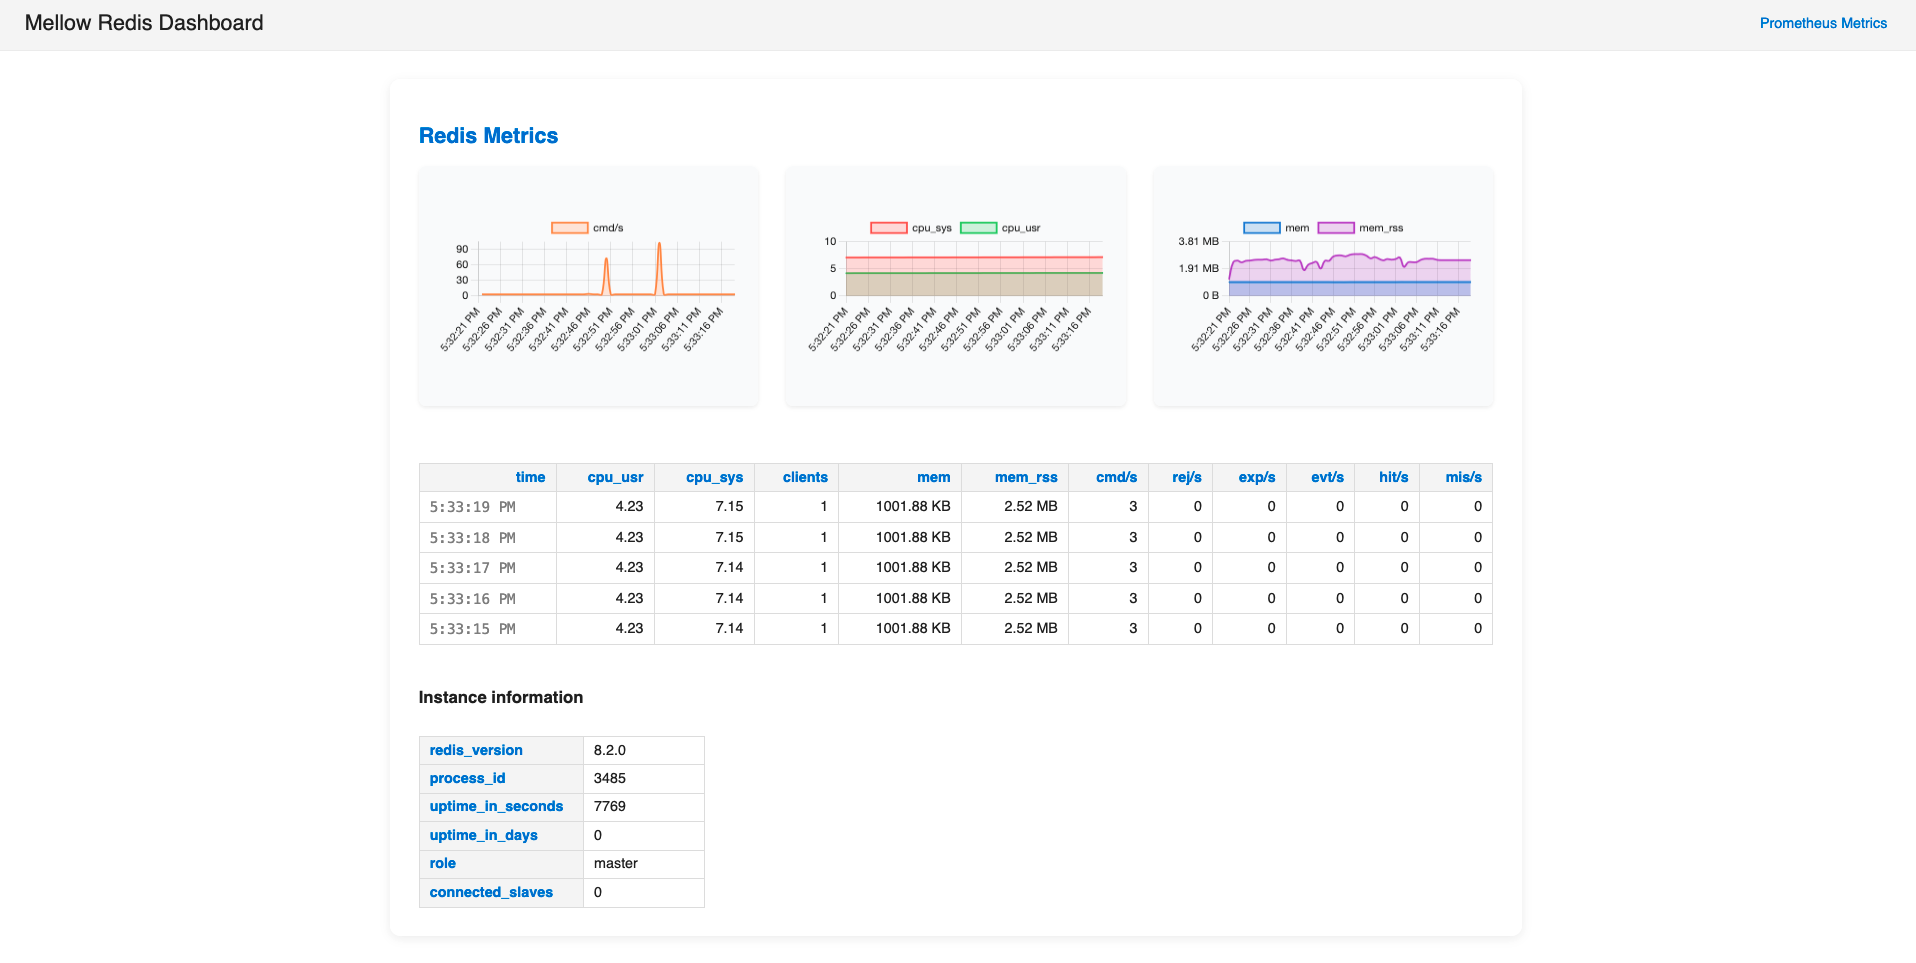 Mellow Redis Dashboard
Prometheus Metrics
Redis Metrics
cmd/s
90
60
30
0
5:32:21 PM
5:32:26 PM
5:32:31 PM
5:32:36 PM
5:32:41 PM
5:32:46 PM
5:32:51 PM
5:32:56 PM
5:33:01 PM
5:33:06 PM
5:33:11 PM
5:33:16 PM
cpu_sys cpu_usr
10
5
0
5:32:21 PM
5:32:26 PM
5:32:31 PM
5:32:36 PM
5:32:41 PM
5:32:46 PM
5:32:51 PM
5:32:56 PM
5:33:01 PM
5:33:06 PM
5:33:11 PM
5:33:16 PM
mem mem_rss
3.81 MB
1.91 MB
0 B
5:32:21 PM
5:32:26 PM
5:32:31 PM
5:32:36 PM
5:32:41 PM
5:32:46 PM
5:32:51 PM
5:32:56 PM
5:33:01 PM
5:33:06 PM
5:33:11 PM
5:33:16 PM
time cpu_usr cpu_sys clients mem mem_rss cmd/s rej/s exp/s evt/s hit/s mis/s
5:33:19 PM 4.23 7.15 1 1001.88 KB 2.52 MB 3 0 0 0 0 0
5:33:18 PM 4.23 7.15 1 1001.88 KB 2.52 MB 3 0 0 0 0 0
5:33:17 PM 4.23 7.14 1 1001.88 KB 2.52 MB 3 0 0 0 0 0
5:33:16 PM 4.23 7.14 1 1001.88 KB 2.52 MB 3 0 0 0 0 0
5:33:15 PM 4.23 7.14 1 1001.88 KB 2.52 MB 3 0 0 0 0 0
Instance information
redis_version 8.2.0
process_id 3485
uptime_in_seconds 7769
uptime_in_days 0
role master
connected_slaves 0